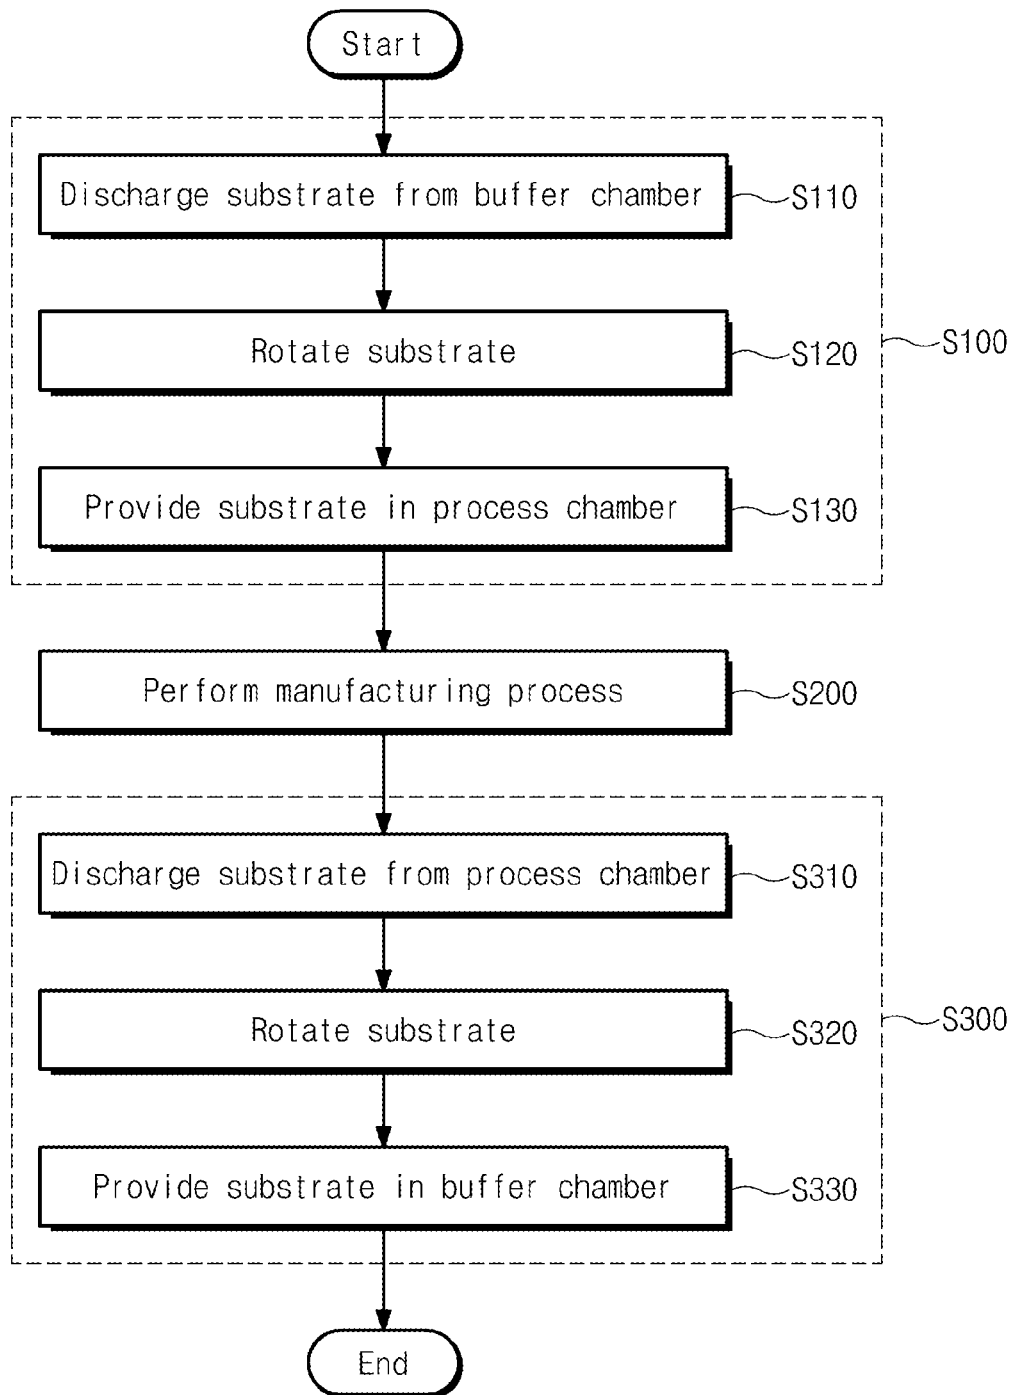 Start
Discharge substrate from buffer chamber
S110
Rotate substrate
S120
S100
Provide substrate in process chamber
S130
Perform manufacturing process
S200
Discharge substrate from process chamber
S310
Rotate substrate
S320
S300
Provide substrate in buffer chamber
S330
End